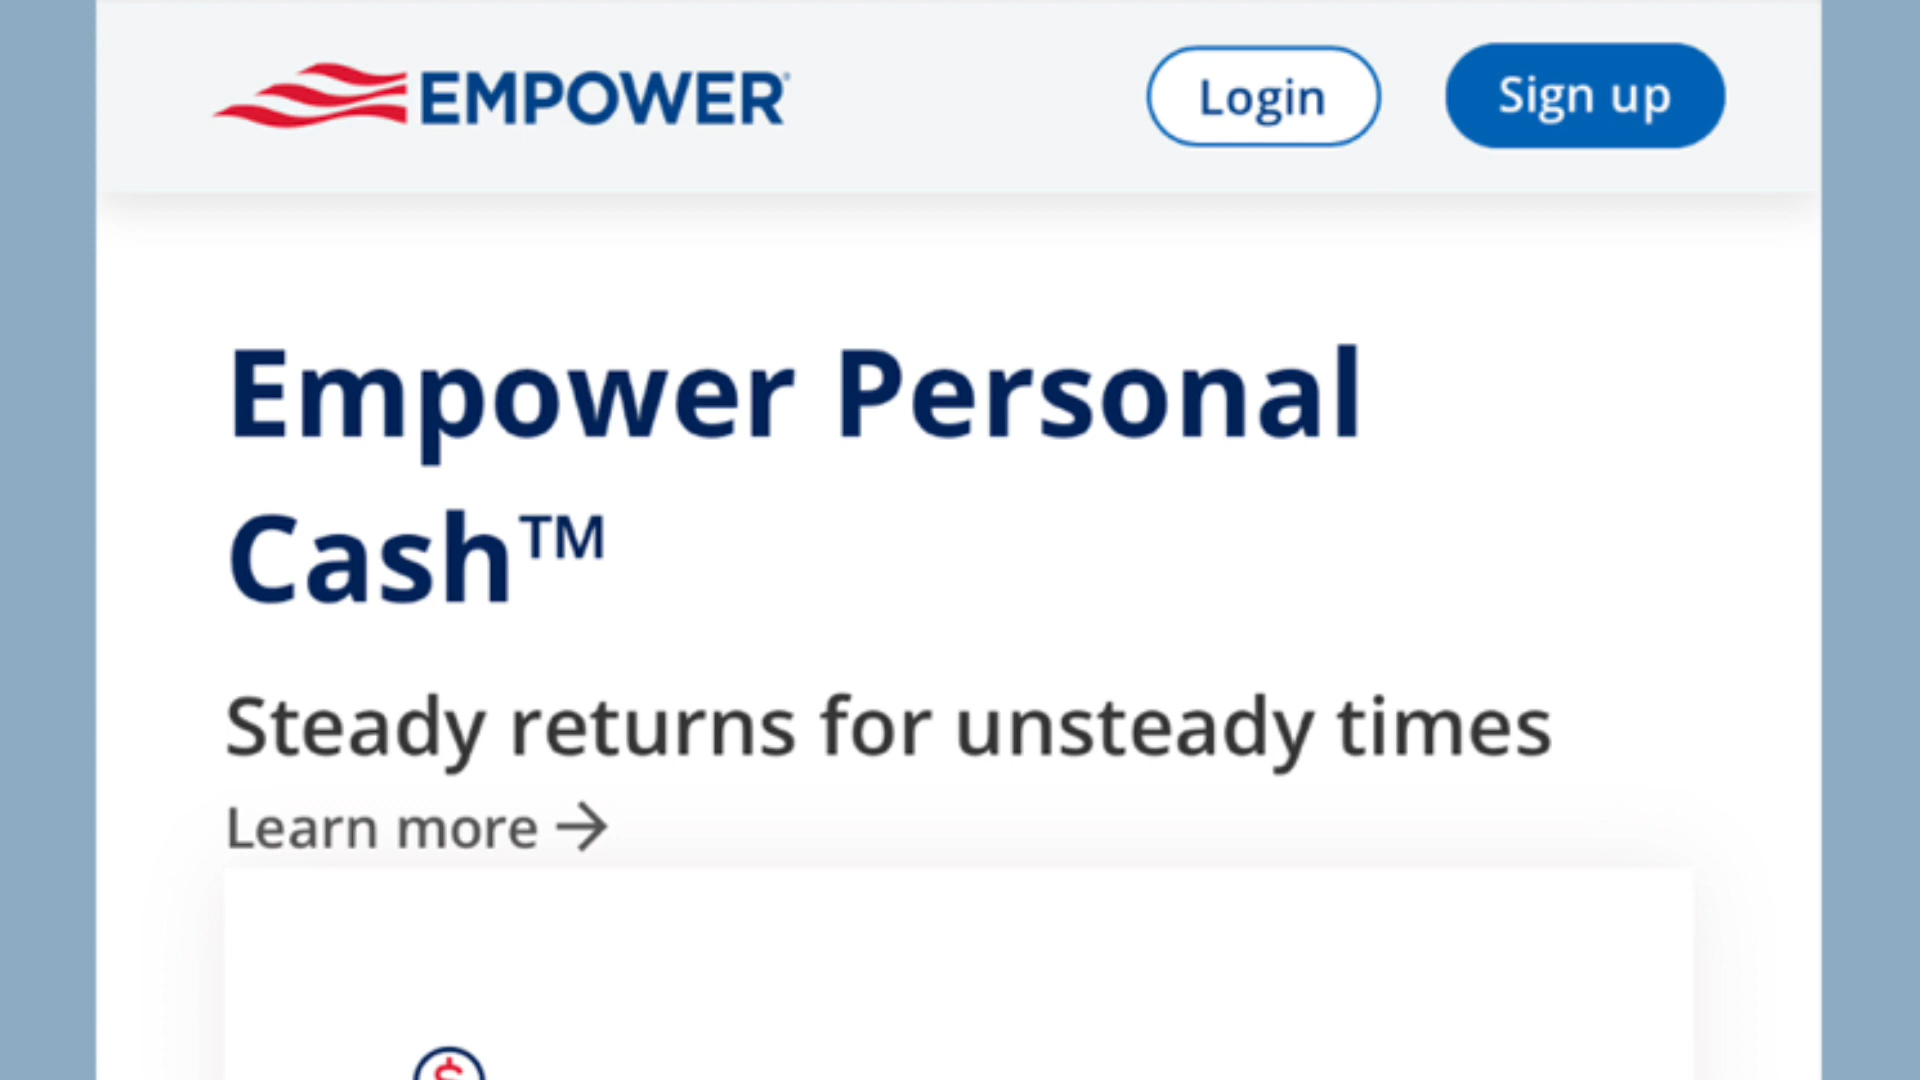 EMPOWER®
Login
Sign up
Empower Personal
Cash™
Steady returns for unsteady times
Learn more →
$